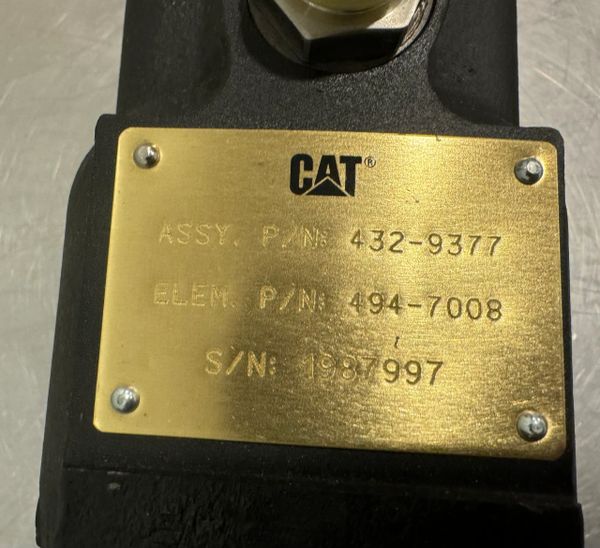 CAT®
ASSY. P/N: 432-9377
ELEM. P/N: 494-7008
S/N: 1987997